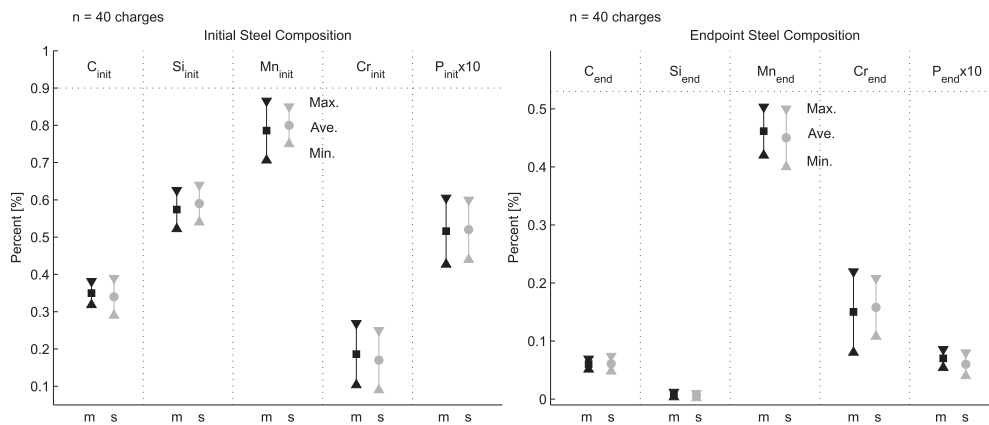 n = 40 charges
Initial Steel Composition
C_init Si_init Mn_init Cr_init P_init x10
Max.
Ave.
Min.
Percent [%]
1
0.9
0.8
0.7
0.6
0.5
0.4
0.3
0.2
0.1
m s m s m s m s m s
n = 40 charges
Endpoint Steel Composition
C_end Si_end Mn_end Cr_end P_end x10
Max.
Ave.
Min.
Percent [%]
0.5
0.4
0.3
0.2
0.1
0
m s m s m s m s m s